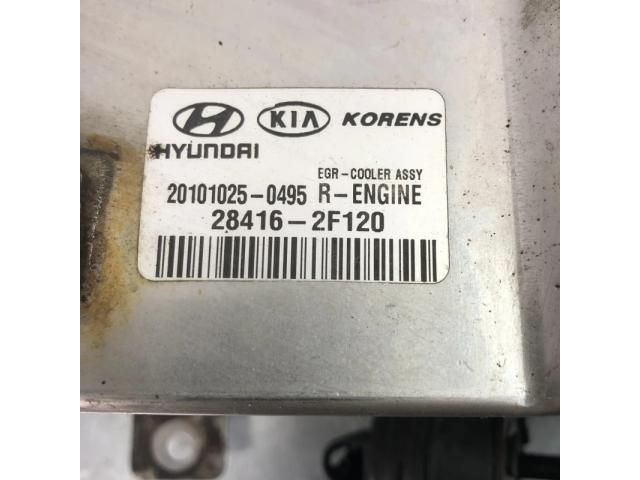 KIA KORENS
HYUNDAI
EGR-COOLER ASSY
20101025-0495 R-ENGINE
28416-2F120